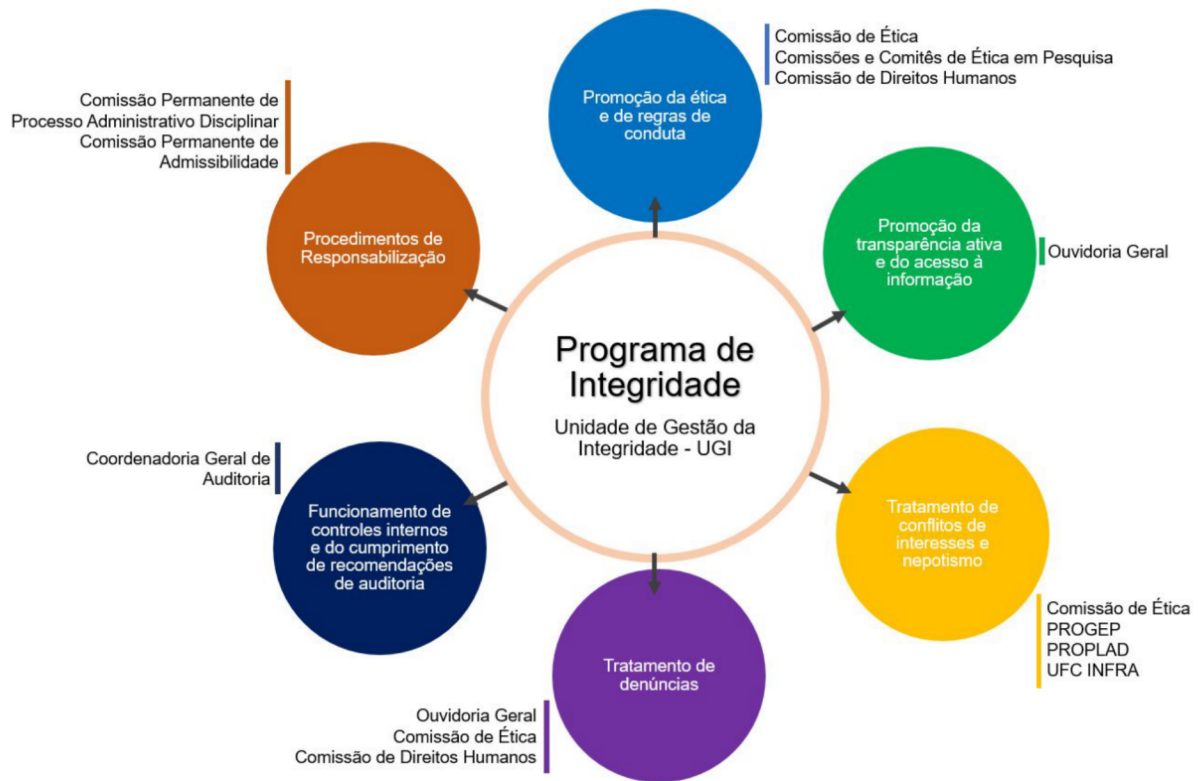 Comissão de Ética
Comissões e Comitês de Ética em Pesquisa
Comissão de Direitos Humanos
Promoção da ética
e de regras de
conduta
Comissão Permanente de
Processo Administrativo Disciplinar
Comissão Permanente de
Admissibilidade
Procedimentos de
Responsabilização
Promoção da
transparência ativa
e do acesso à
informação
Ouvidoria Geral
Programa de
Integridade
Unidade de Gestão da
Integridade - UGI
Coordenadoria Geral de
Auditoria
Funcionamento de
controles internos
e do cumprimento
de recomendações
de auditoria
Tratamento de
conflitos de
interesses e
nepotismo
Comissão de Ética
PROGEP
PROPLAD
UFC INFRA
Tratamento de
denúncias
Ouvidoria Geral
Comissão de Ética
Comissão de Direitos Humanos